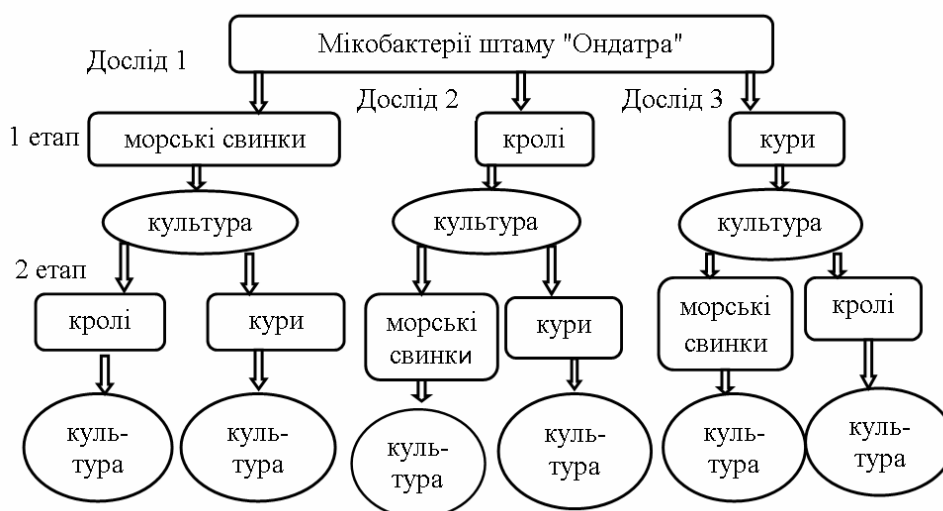 Мікобактерії штаму "Ондатра"
Дослід 1
Дослід 2
Дослід 3
1 етап
морські свинки
кролі
кури
культура
культура
культура
2 етап
кролі
кури
морські
свинки
кури
морські
свинки
кролі
куль-
тура
куль-
тура
куль-
тура
куль-
тура
куль-
тура
куль-
тура